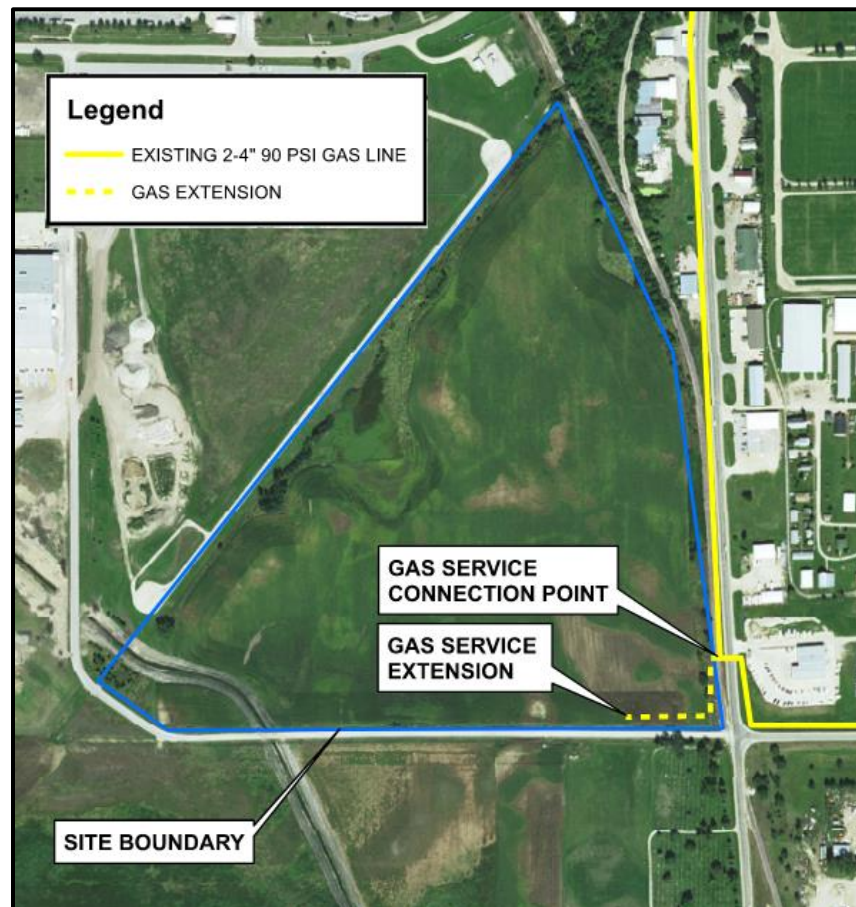 Legend
EXISTING 2-4" 90 PSI GAS LINE
GAS EXTENSION
GAS SERVICE
CONNECTION POINT
GAS SERVICE
EXTENSION
SITE BOUNDARY